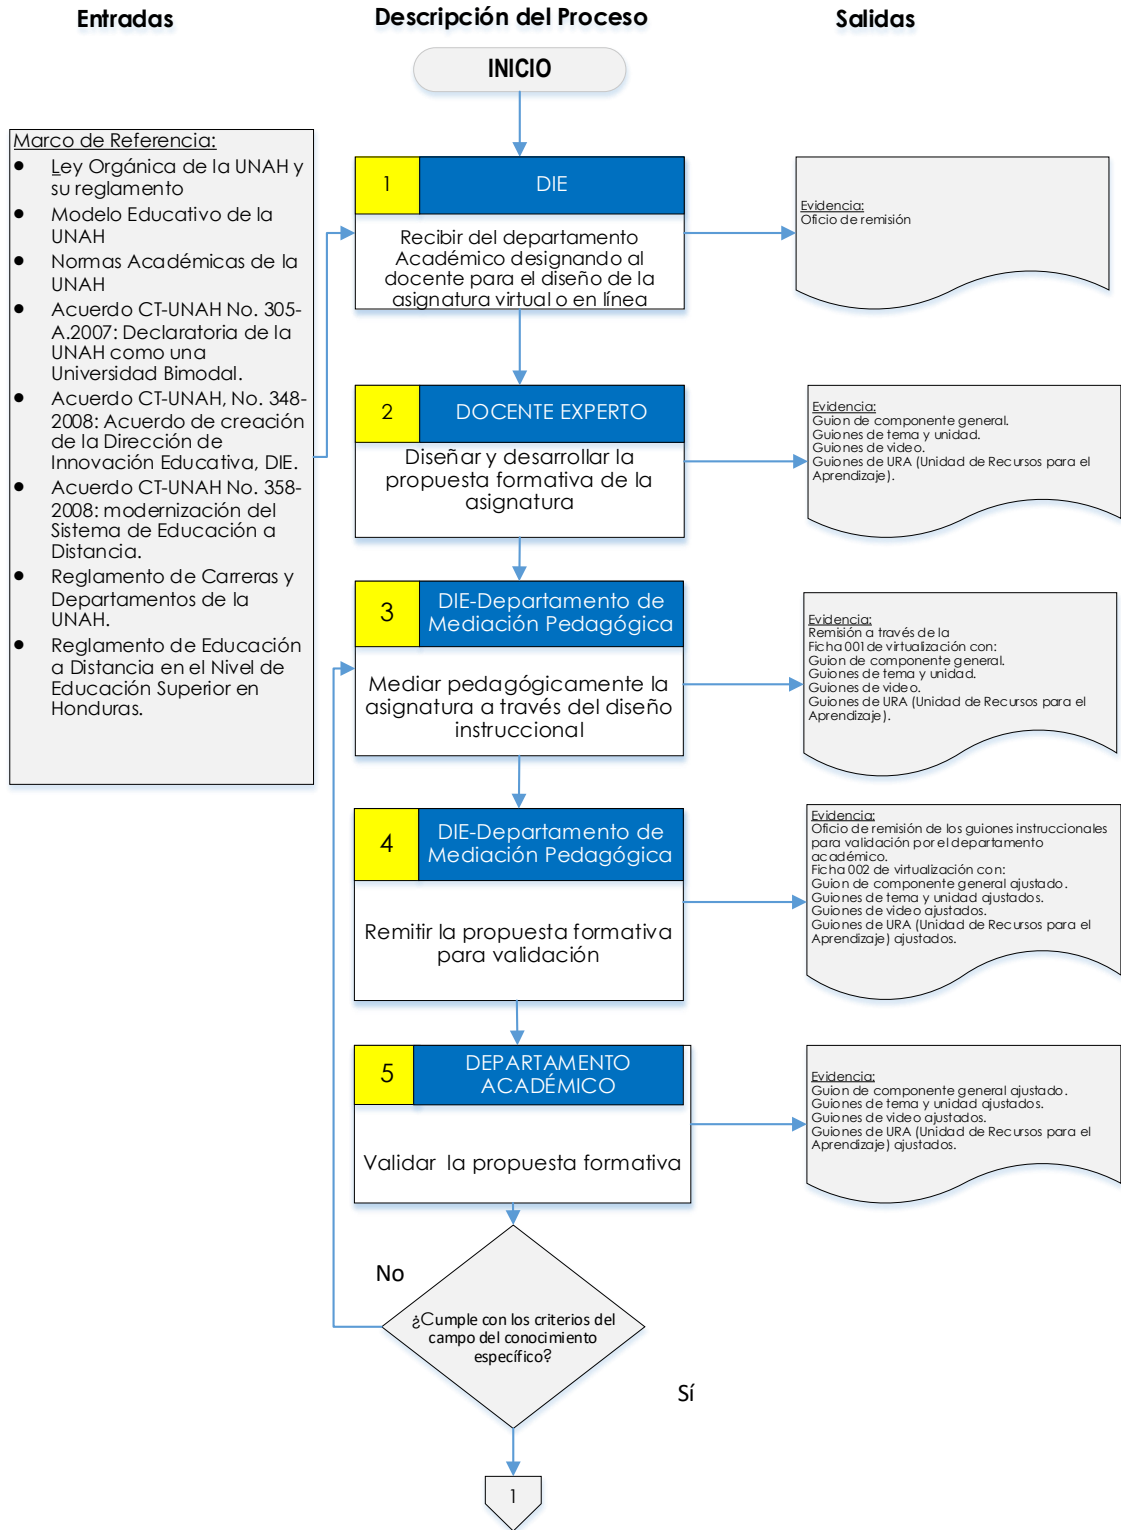 Entradas
Descripción del Proceso
Salidas
INICIO
Marco de Referencia:
• Ley Orgánica de la UNAH y
su reglamento
• Modelo Educativo de la
UNAH
• Normas Académicas de la
UNAH
• Acuerdo CT-UNAH No. 305-
A.2007: Declaratoria de la
UNAH como una
Universidad Bimodal.
• Acuerdo CT-UNAH, No. 348-
2008: Acuerdo de creación
de la Dirección de
Innovación Educativa, DIE.
• Acuerdo CT-UNAH No. 358-
2008: modernización del
Sistema de Educación a
Distancia.
• Reglamento de Carreras y
Departamentos de la
UNAH.
• Reglamento de Educación
a Distancia en el Nivel de
Educación Superior en
Honduras.
1
DIE
Recibir del departamento
Académico designando al
docente para el diseño de la
asignatura virtual o en línea
Evidencia:
Oficio de remisión
2
DOCENTE EXPERTO
Diseñar y desarrollar la
propuesta formativa de la
asignatura
Evidencia:
Guion de componente general.
Guiones de tema y unidad.
Guiones de video.
Guiones de URA (Unidad de Recursos para el
Aprendizaje).
3
DIE-Departamento de
Mediación Pedagógica
Mediar pedagógicamente la
asignatura a través del diseño
instruccional
Evidencia:
Remisión a través de la
Ficha 001 de virtualización con:
Guion de componente general.
Guiones de tema y unidad.
Guiones de video.
Guiones de URA (Unidad de Recursos para el
Aprendizaje).
4
DIE-Departamento de
Mediación Pedagógica
Remitir la propuesta formativa
para validación
Evidencia:
Oficio de remisión de los guiones instruccionales
para validación por el departamento
académico.
Ficha 002 de virtualización con:
Guion de componente general ajustado.
Guiones de tema y unidad ajustados.
Guiones de video ajustados.
Guiones de URA (Unidad de Recursos para el
Aprendizaje) ajustados.
5
DEPARTAMENTO
ACADÉMICO
Validar la propuesta formativa
Evidencia:
Guion de componente general ajustado.
Guiones de tema y unidad ajustados.
Guiones de video ajustados.
Guiones de URA (Unidad de Recursos para el
Aprendizaje) ajustados.
No
¿Cumple con los criterios del
campo del conocimiento
específico?
Sí
1